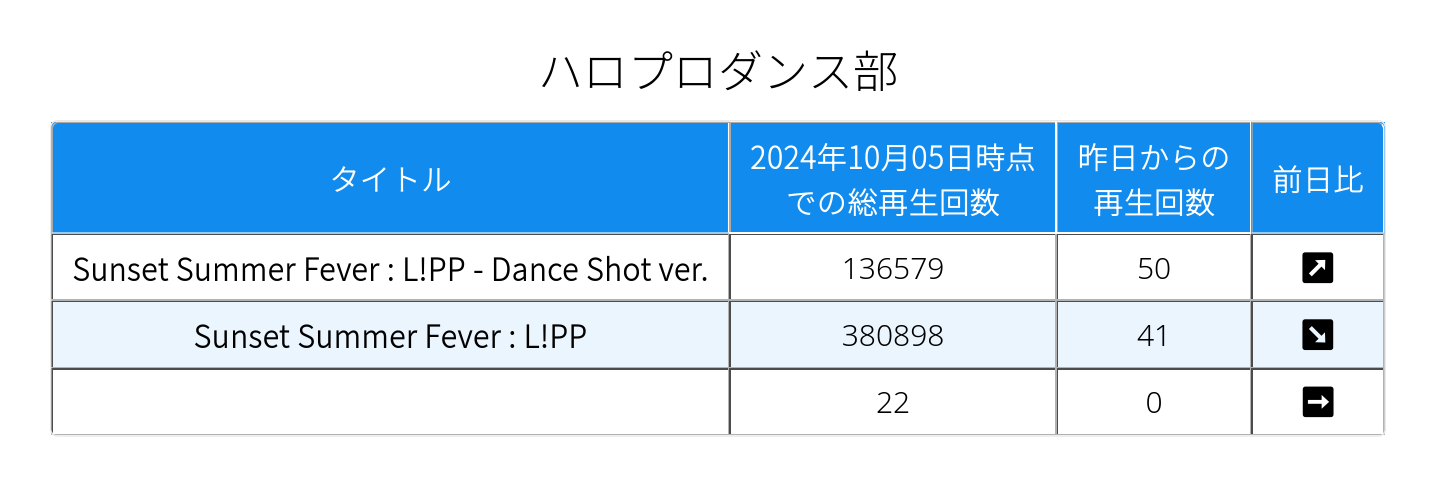 ハロプロダンス部
タイトル
2024年10月05日時点
での総再生回数
昨日からの
再生回数
前日比
Sunset Summer Fever : L!PP - Dance Shot ver.
136579
50
Sunset Summer Fever : L!PP
380898
41
22
0